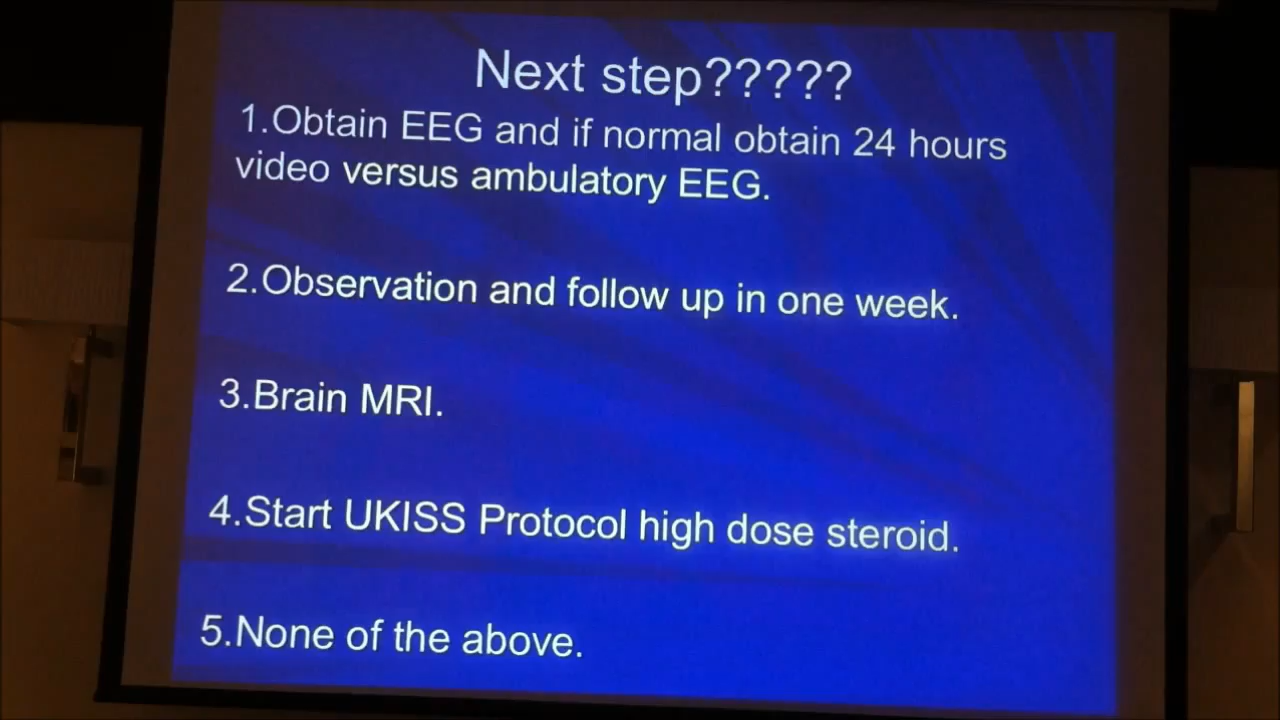 Next step?????
1.Obtain EEG and if normal obtain 24 hours
video versus ambulatory EEG.
2.Observation and follow up in one week.
3.Brain MRI.
4.Start UKISS Protocol high dose steroid.
5.None of the above.